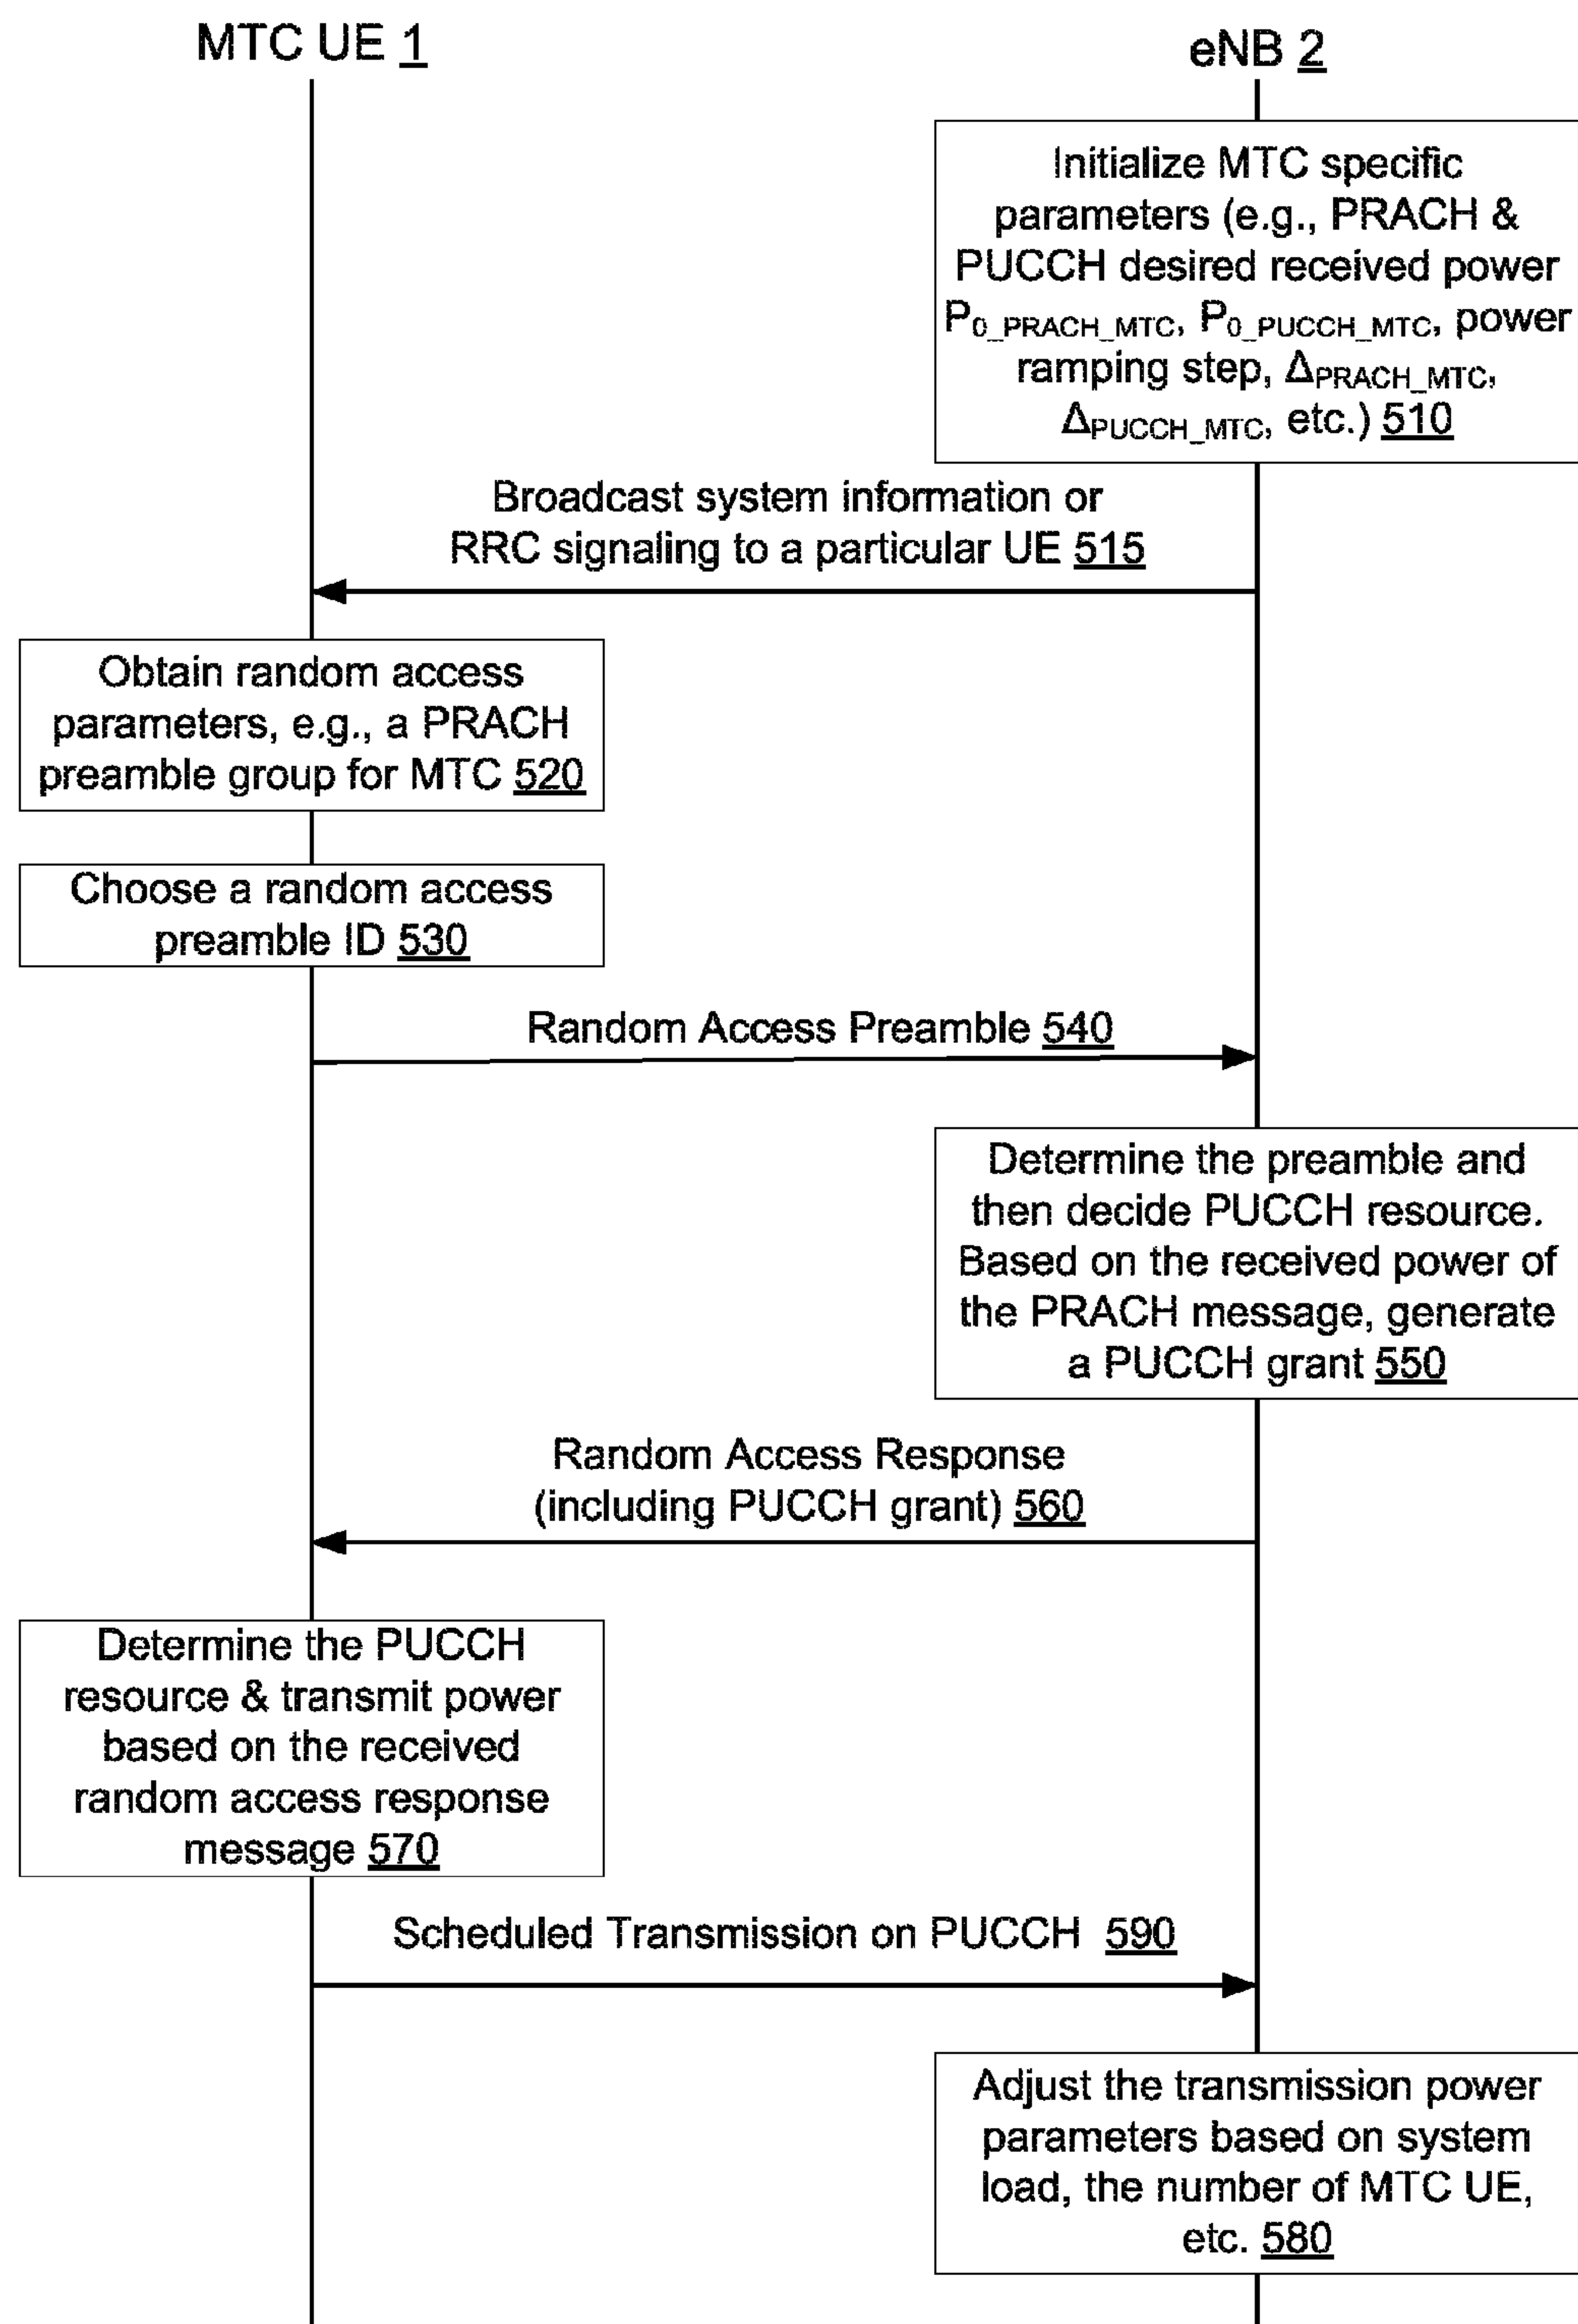 MTC UE 1
eNB 2
Initialize MTC specific
parameters (e.g., PRACH &
PUCCH desired received power
P0_PRACH_MTC, P0_PUCCH_MTC, power
ramping step, ΔPRACH_MTC,
ΔPUCCH_MTC, etc.) 510
Broadcast system information or
RRC signaling to a particular UE 515
Obtain random access
parameters, e.g., a PRACH
preamble group for MTC 520
Choose a random access
preamble ID 530
Random Access Preamble 540
Determine the preamble and
then decide PUCCH resource.
Based on the received power of
the PRACH message, generate
a PUCCH grant 550
Random Access Response
(including PUCCH grant) 560
Determine the PUCCH
resource & transmit power
based on the received
random access response
message 570
Scheduled Transmission on PUCCH 590
Adjust the transmission power
parameters based on system
load, the number of MTC UE,
etc. 580